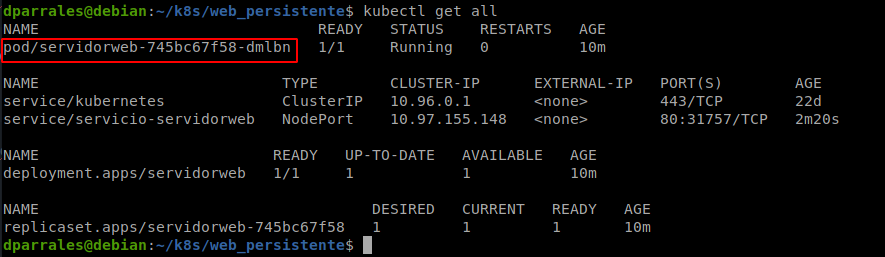 dparrales@debian:~/k8s/web_persistente$ kubectl get all
NAME READY STATUS RESTARTS AGE
pod/servidorweb-745bc67f58-dmlbn 1/1 Running 0 10m
NAME TYPE CLUSTER-IP EXTERNAL-IP PORT(S) AGE
service/kubernetes ClusterIP 10.96.0.1 <none> 443/TCP 22d
service/servicio-servidorweb NodePort 10.97.155.148 <none> 80:31757/TCP 2m20s
NAME READY UP-TO-DATE AVAILABLE AGE
deployment.apps/servidorweb 1/1 1 1 10m
NAME DESIRED CURRENT READY AGE
replicaset.apps/servidorweb-745bc67f58 1 1 1 10m
dparrales@debian:~/k8s/web_persistente$